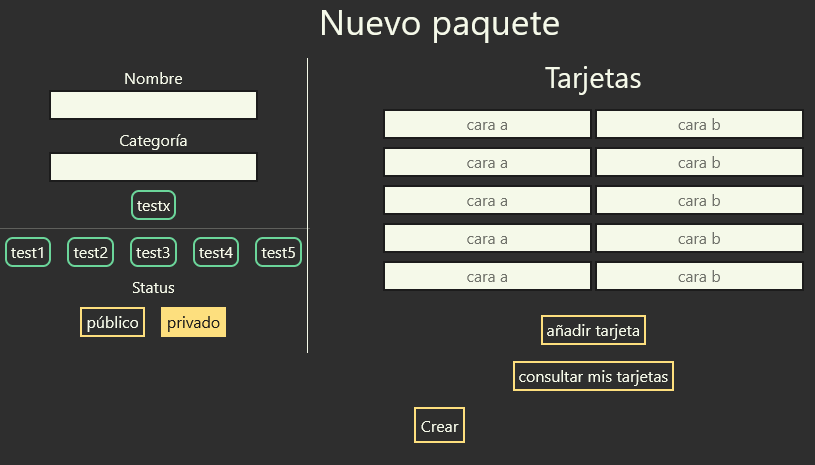 Nuevo paquete
Nombre
Categoría
testx
test1 test2 test3 test4 test5
Status
público privado
Tarjetas
cara a cara b
cara a cara b
cara a cara b
cara a cara b
cara a cara b
añadir tarjeta
consultar mis tarjetas
Crear